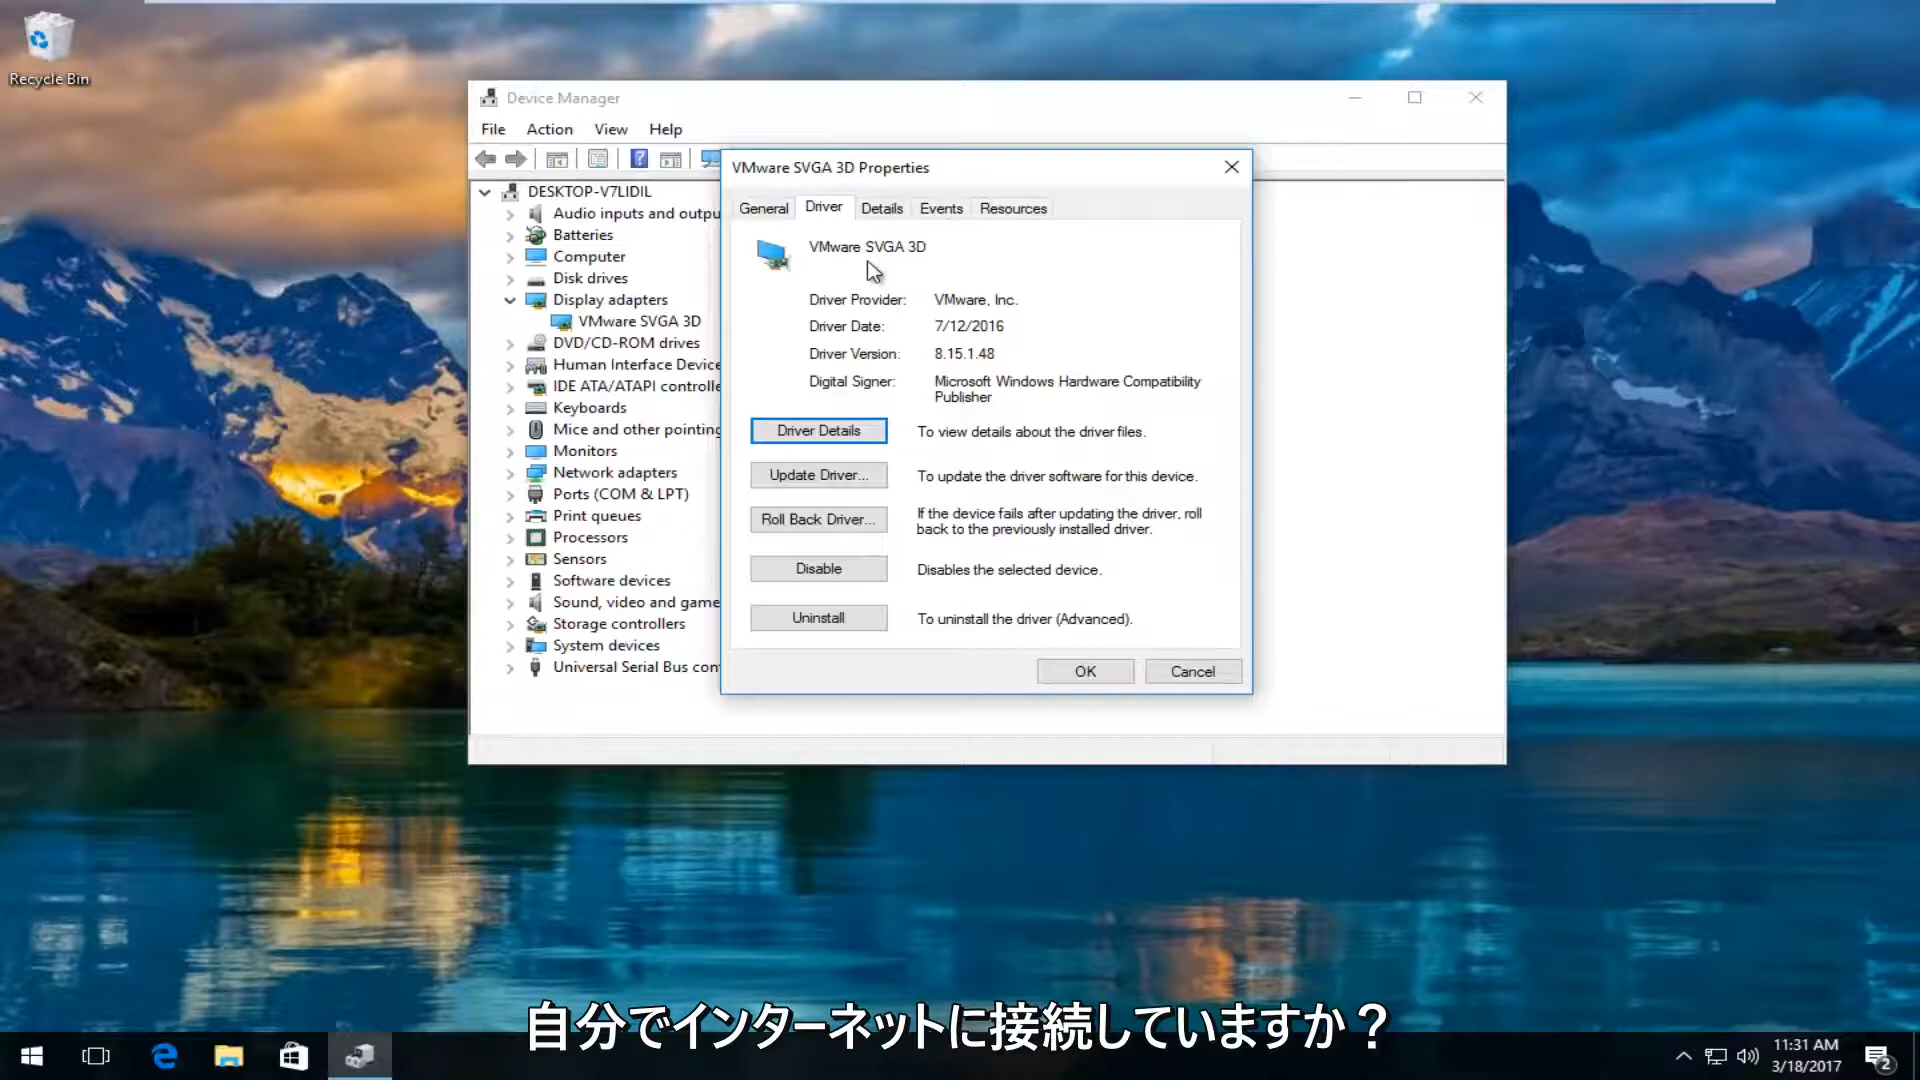 Recycle Bin
Device Manager
File Action View Help
DESKTOP-V7LIDIL
Audio inputs and outpu
Batteries
Computer
Disk drives
Display adapters
VMware SVGA 3D
DVD/CD-ROM drives
Human Interface Device
IDE ATA/ATAPI controlle
Keyboards
Mice and other pointing
Monitors
Network adapters
Ports (COM & LPT)
Print queues
Processors
Sensors
Software devices
Sound, video and game
Storage controllers
System devices
Universal Serial Bus con
VMware SVGA 3D Properties
General Driver Details Events Resources
VMware SVGA 3D
Driver Provider: VMware, Inc.
Driver Date: 7/12/2016
Driver Version: 8.15.1.48
Digital Signer: Microsoft Windows Hardware Compatibility
Publisher
Driver Details To view details about the driver files.
Update Driver... To update the driver software for this device.
Roll Back Driver... If the device fails after updating the driver, roll
back to the previously installed driver.
Disable Disables the selected device.
Uninstall To uninstall the driver (Advanced).
OK Cancel
自分でインターネットに接続していますか？
11:31 AM
3/18/2017
2